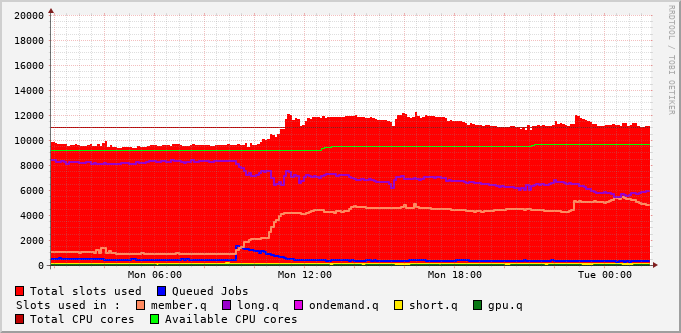 20000
18000
16000
14000
12000
10000
8000
6000
4000
2000
0
Mon 06:00 Mon 12:00 Mon 18:00 Tue 00:00
Total slots used Queued Jobs
Slots used in : member.q long.q ondemand.q short.q gpu.q
Total CPU cores Available CPU cores
RRDTOOL / TOBI OETIKER